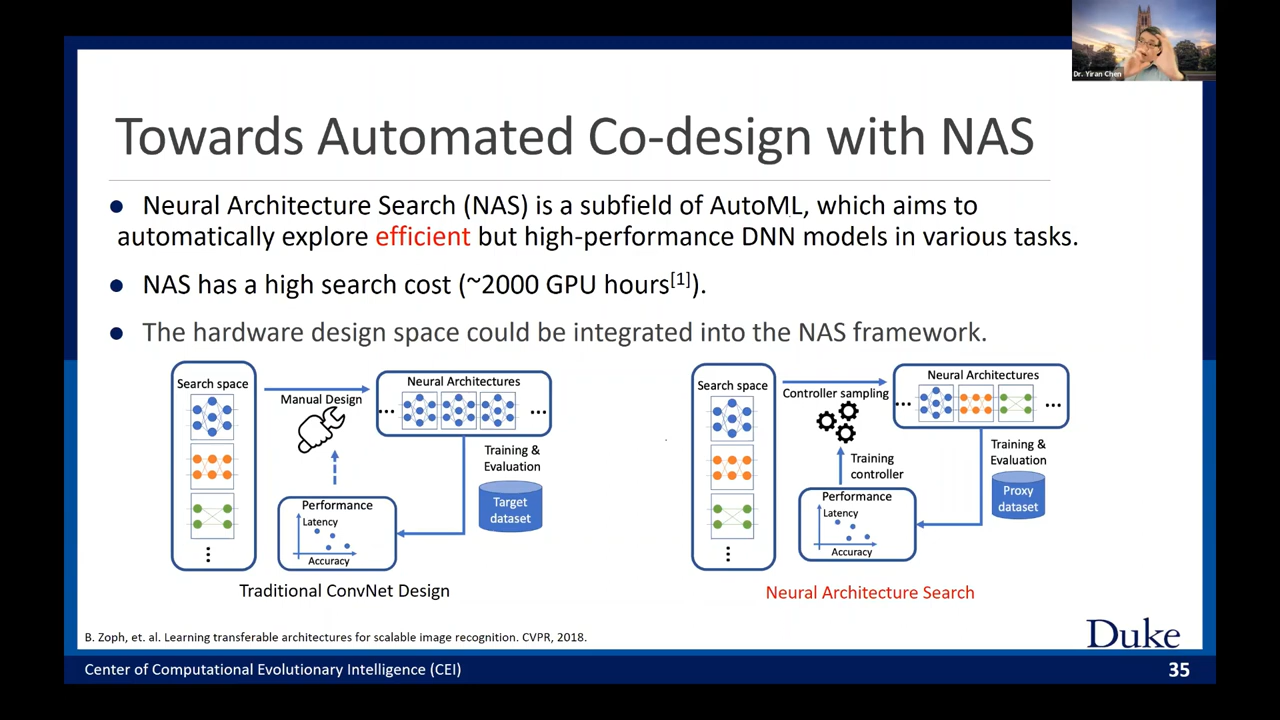 Dr. Yiran Chen
Towards Automated Co-design with NAS
● Neural Architecture Search (NAS) is a subfield of AutoML, which aims to
automatically explore efficient but high-performance DNN models in various tasks.
● NAS has a high search cost (~2000 GPU hours[1]).
● The hardware design space could be integrated into the NAS framework.
Search space
Manual Design
Neural Architectures
...
...
Training &
Evaluation
Target
dataset
Performance
Latency
Accuracy
Traditional ConvNet Design
Search space
Controller sampling
Neural Architectures
...
...
Training
controller
Training &
Evaluation
Proxy
dataset
Performance
Latency
Accuracy
Neural Architecture Search
B. Zoph, et. al. Learning transferable architectures for scalable image recognition. CVPR, 2018.
Duke
Center of Computational Evolutionary Intelligence (CEI)
35